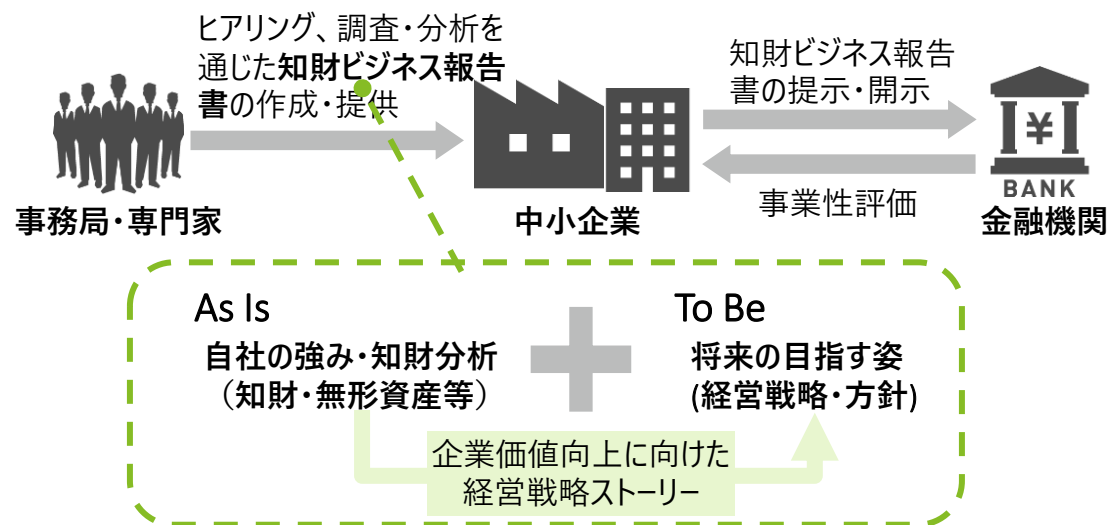 ヒアリング、調査・分析を
通じた知財ビジネス報告
書の作成・提供
知財ビジネス報告
書の提示・開示
¥
BANK
事業性評価
事務局・専門家
中小企業
金融機関
As Is
自社の強み・知財分析
（知財・無形資産等）
To Be
将来の目指す姿
(経営戦略・方針)
企業価値向上に向けた
経営戦略ストーリー